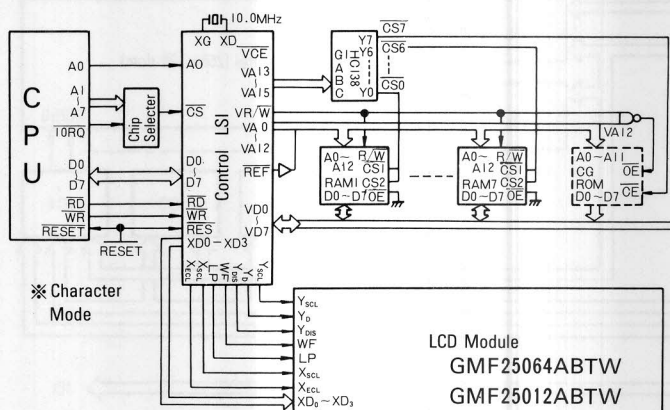 10.0MHz
XG XD
VCE
A0
A1
~
A7
IORQ
D0
~
D7
RD
WR
RESET
CPU
Chip
Selecter
RESET
A0
CS
D0
~
D7
RD
WR
RES
XD0~XD3
Control LSI
VA13
~
VA15
VR/W
VA0
~
VA12
REF
VD0
~
VD7
XECL
XSCL
LP
WF
YDIS
YD
YSCL
G1
A
B
C
HC138
Y7
Y6
Y0
CS7
CS6
CS0
A0~
A12
R/W
CS1
RAM1 CS2
D0~D7 OE
A0~
A12
R/W
CS1
RAM7 CS2
D0~D7 OE
VA12
A0~A11
CG
OE
ROM
CE
D0~D7
※ Character
Mode
YSCL
YD
YDIS
WF
LP
XSCL
XECL
XD0~XD3
LCD Module
GMF25064ABTW
GMF25012ABTW